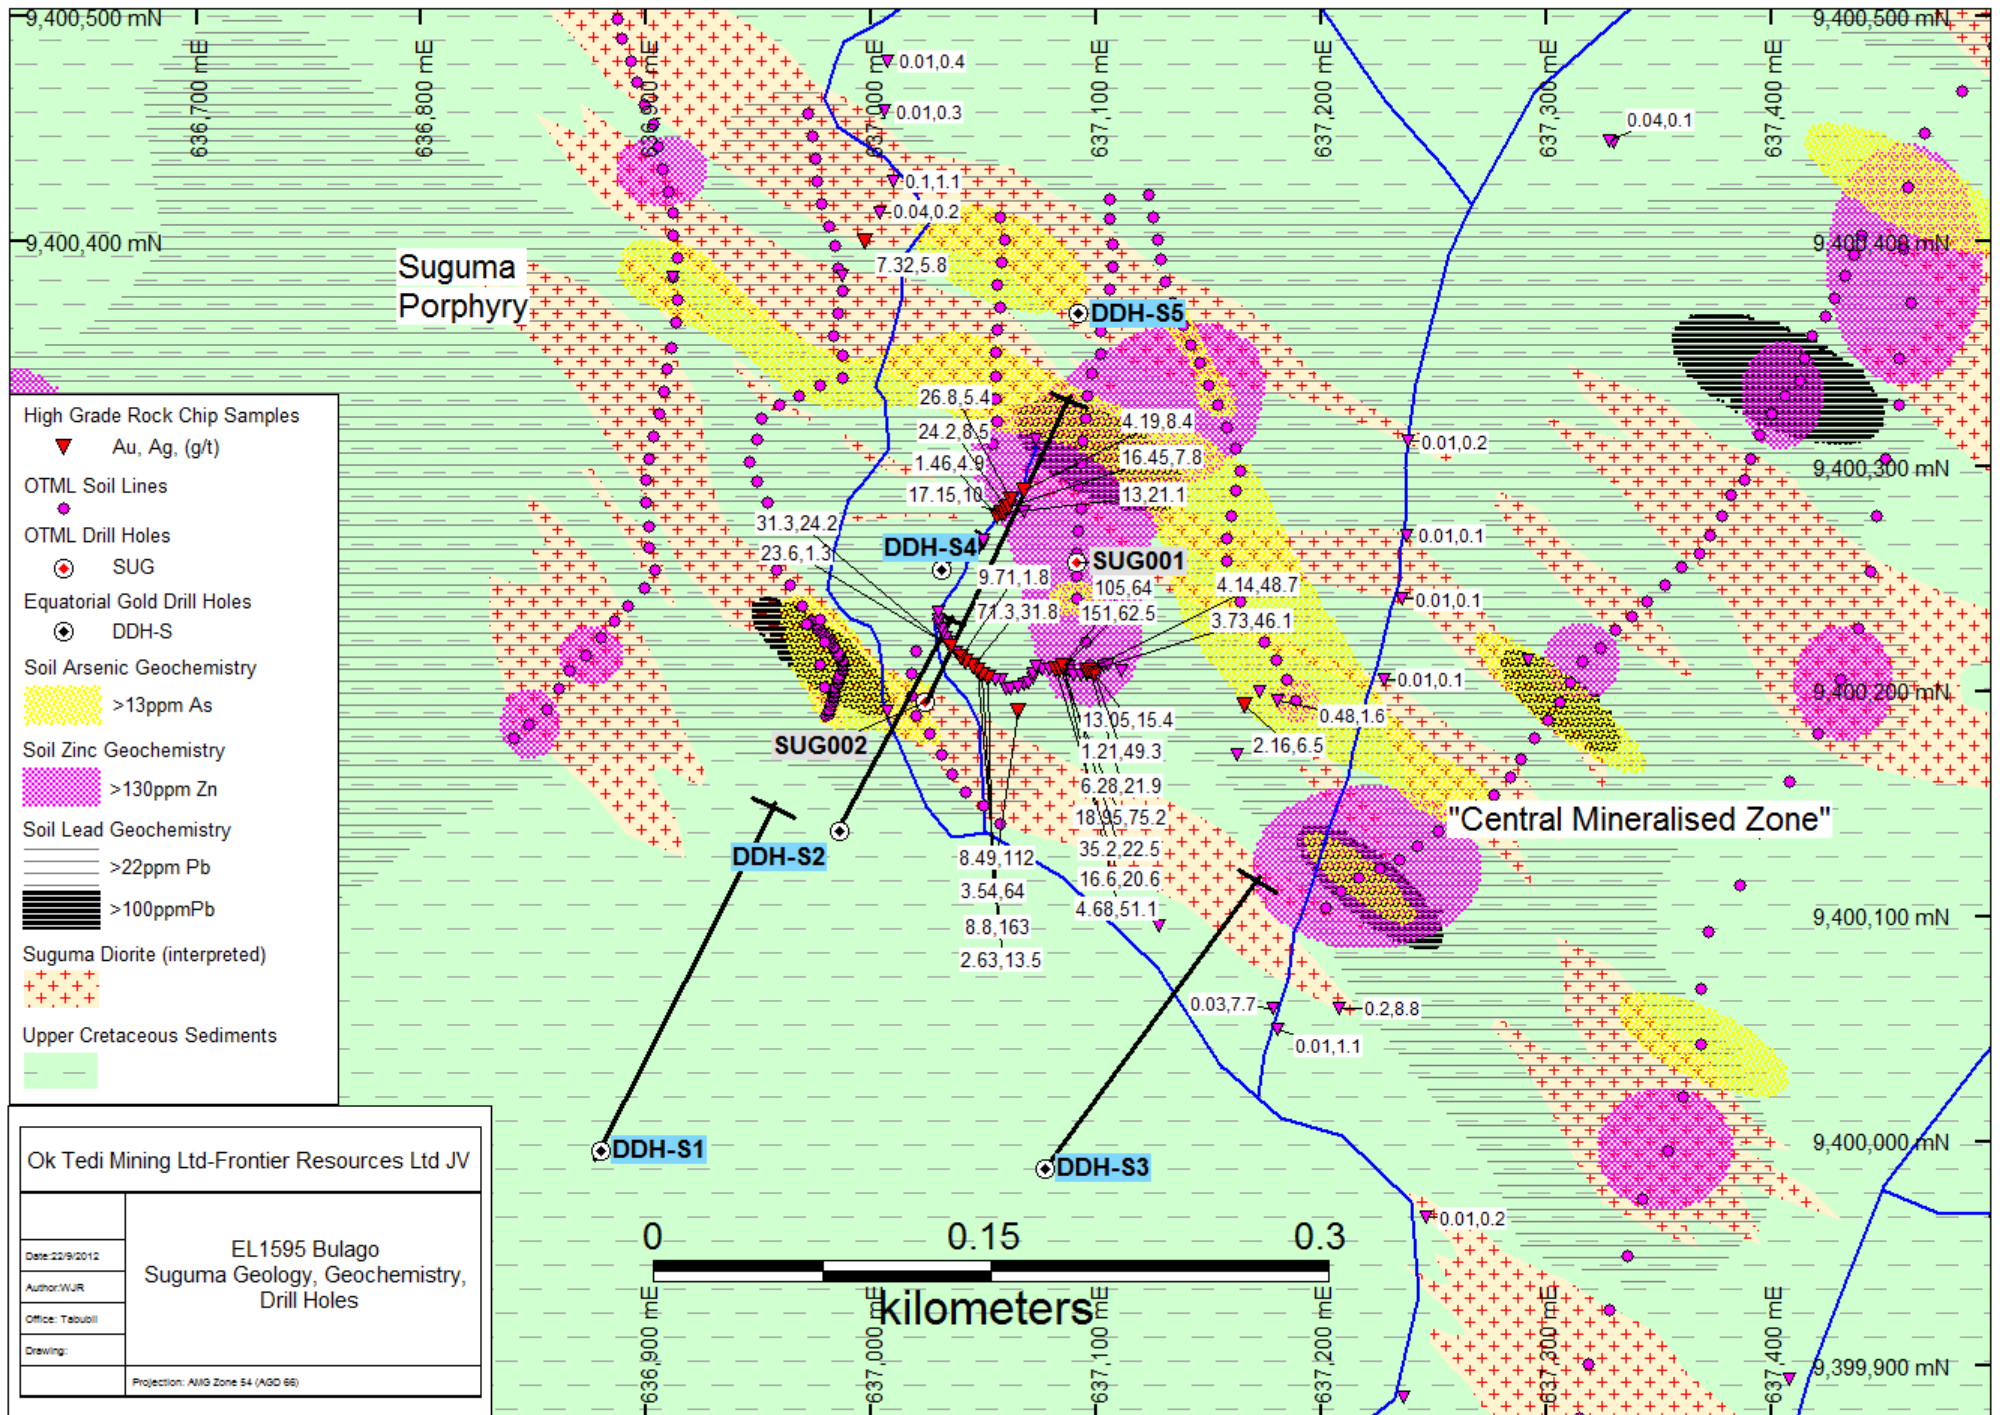 9,400,500 mN
9,400,500 mN
636,700 mE
636,800 mE
636,900 mE
637,000 mE
637,100 mE
637,200 mE
637,300 mE
637,400 mE
0.01,0.4
0.01,0.3
0.04,0.1
0.1,1.1
0.04,0.2
9,400,400 mN
9,400,400 mN
7.32,5.8
Suguma
Porphyry
DDH-S5
26.8,5.4
4.19,8.4
24.2,8.5
0.01,0.2
1.46,4.9
16.45,7.8
9,400,300 mN
17.15,10
13,21.1
31.3,24.2
0.01,0.1
23.6,1.3
DDH-S4
SUG001
9.71,1.8
105,64
4.14,48.7
71.3,31.8
151,62.5
3.73,46.1
0.01,0.1
0.01,0.1
9,400,200 mN
13.05,15.4
0.48,1.6
SUG002
1.21,49.3
2.16,6.5
6.28,21.9
18.95,75.2
"Central Mineralised Zone"
DDH-S2
8.49,112
35.2,22.5
3.54,64
16.6,20.6
4.68,51.1
9,400,100 mN
8.8,163
2.63,13.5
0.03,7.7
0.2,8.8
0.01,1.1
DDH-S1
DDH-S3
9,400,000 mN
0.01,0.2
0
0.15
0.3
kilometers
636,900 mE
637,000 mE
637,100 mE
637,200 mE
637,300 mE
637,400 mE
9,399,900 mN
High Grade Rock Chip Samples
Au, Ag, (g/t)
OTML Soil Lines
OTML Drill Holes
SUG
Equatorial Gold Drill Holes
DDH-S
Soil Arsenic Geochemistry
>13ppm As
Soil Zinc Geochemistry
>130ppm Zn
Soil Lead Geochemistry
>22ppm Pb
>100ppmPb
Suguma Diorite (interpreted)
Upper Cretaceous Sediments
Ok Tedi Mining Ltd-Frontier Resources Ltd JV
Date:22/9/2012
Author:WJR
Office: Tabubil
Drawing:
EL1595 Bulago
Suguma Geology, Geochemistry,
Drill Holes
Projection: AMG Zone 54 (AGD 66)